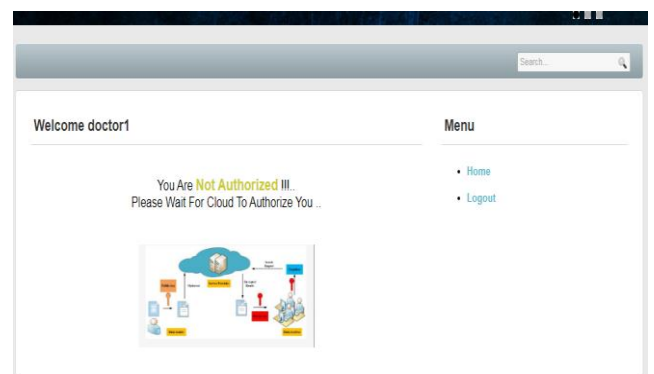 Search...
Welcome doctor1
Menu
You Are Not Authorized !!!..
Please Wait For Cloud To Authorize You ..
Home
Logout